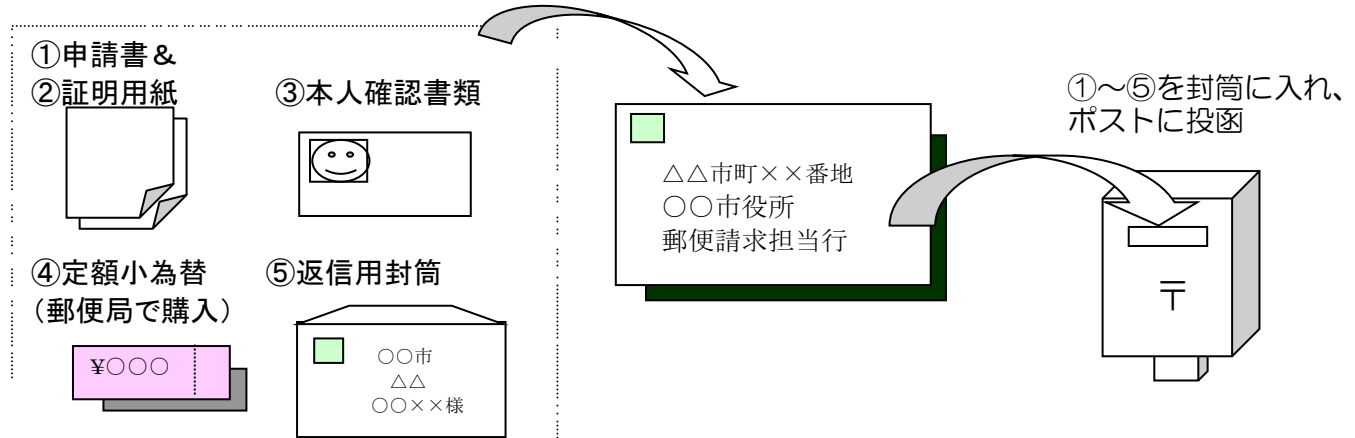 ①申請書&
②証明用紙
③本人確認書類
④定額小為替
（郵便局で購入）
¥○○○
⑤返信用封筒
○○市
△△
○○××様
△△市町××番地
○○市役所
郵便請求担当行
①～⑤を封筒に入れ、
ポストに投函
〒